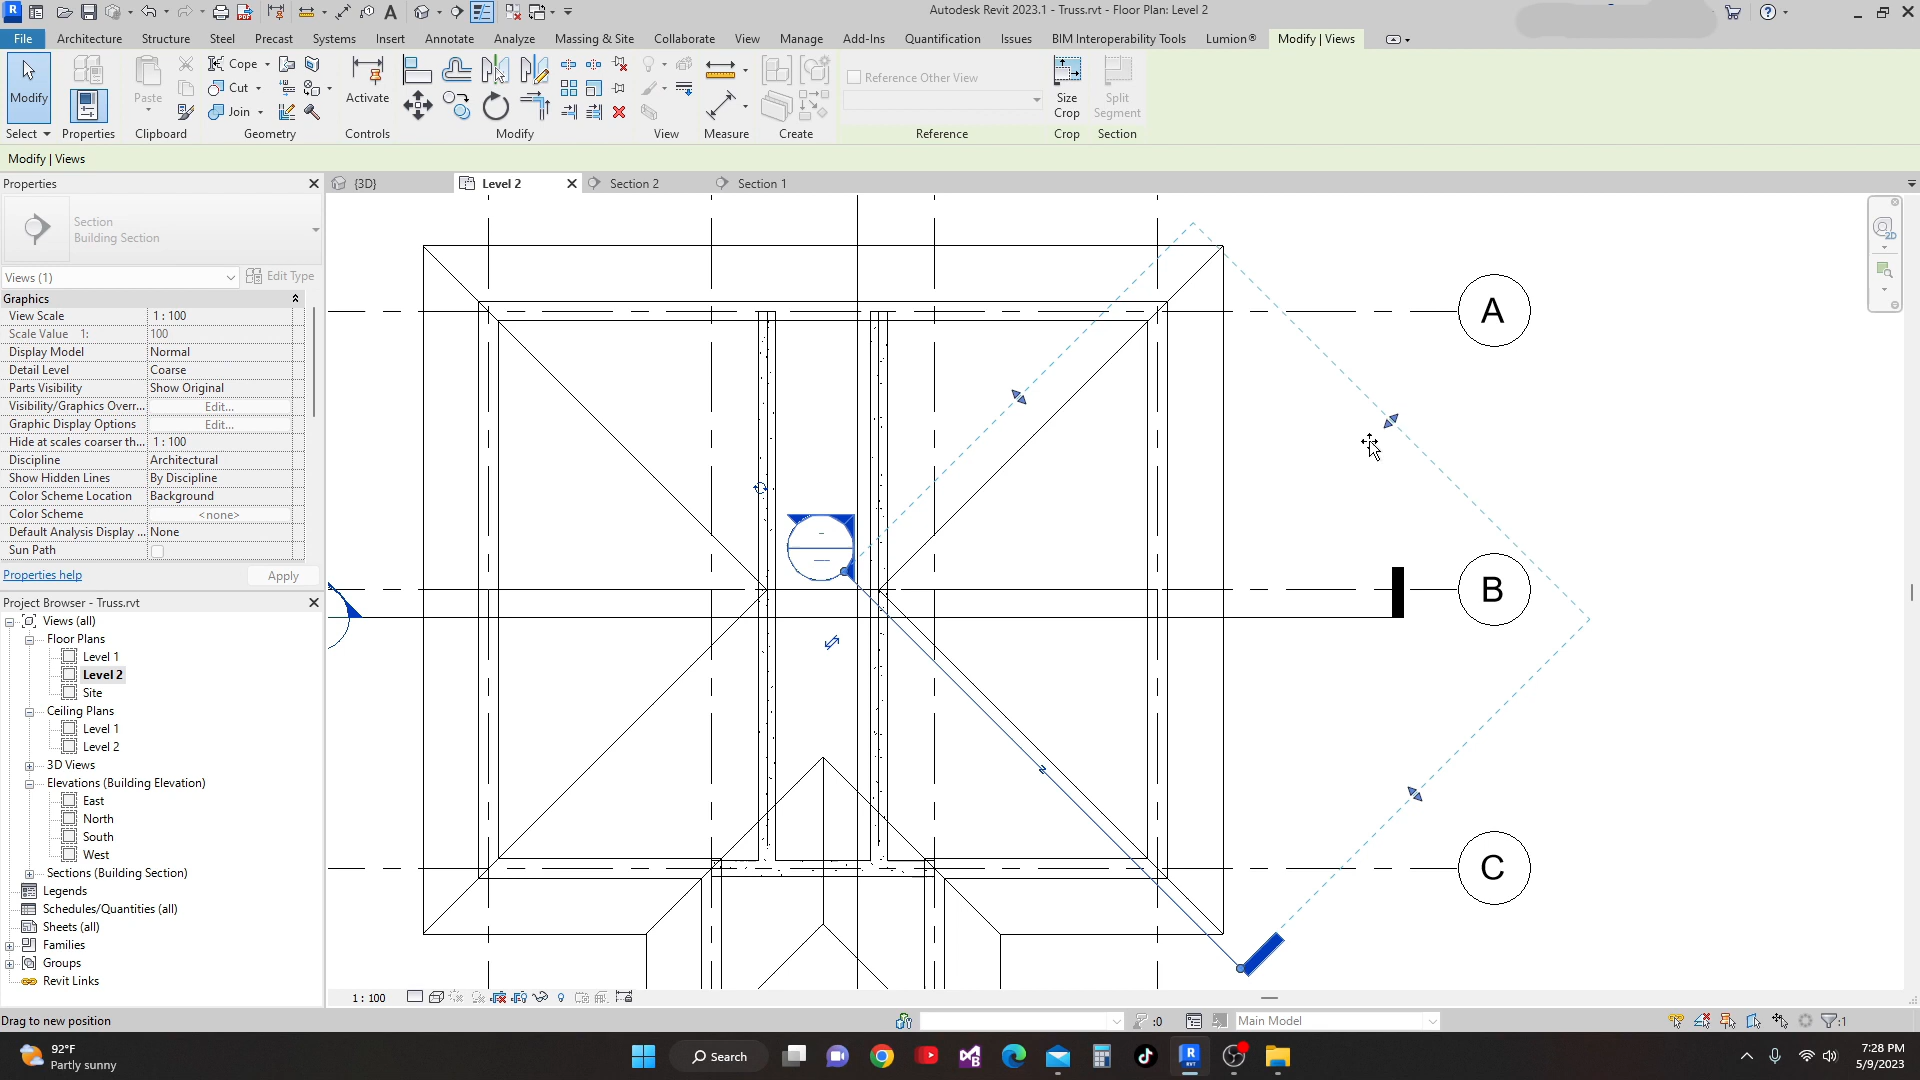 Autodesk Revit 2023.1 - Truss.rvt - Floor Plan: Level 2
File Architecture Structure Steel Precast Systems Insert Annotate Analyze Massing & Site Collaborate View Manage Add-Ins Quantification Issues BIM Interoperability Tools Lumion® Modify | Views
Cope
Reference Other View
Modify Paste Cut Activate Size Crop Split Segment
Join
Select Properties Clipboard Geometry Controls Modify View Measure Create Reference Crop Section
Modify | Views
Properties {3D} Level 2 Section 2 Section 1
Section
Building Section
Views (1) Edit Type
Graphics
View Scale 1 : 100
Scale Value 1: 100
Display Model Normal
Detail Level Coarse
Parts Visibility Show Original
Visibility/Graphics Overr... Edit...
Graphic Display Options Edit...
Hide at scales coarser th... 1 : 100
Discipline Architectural
Show Hidden Lines By Discipline
Color Scheme Location Background
Color Scheme <none>
Default Analysis Display ... None
Sun Path
Properties help Apply
Project Browser - Truss.rvt
Views (all)
Floor Plans
Level 1
Level 2
Site
Ceiling Plans
Level 1
Level 2
3D Views
Elevations (Building Elevation)
East
North
South
West
Sections (Building Section)
Legends
Schedules/Quantities (all)
Sheets (all)
Families
Groups
Revit Links
A
B
C
2D
1 : 100
Drag to new position :0 Main Model :1
92°F
Partly sunny
Search
7:28 PM
5/9/2023